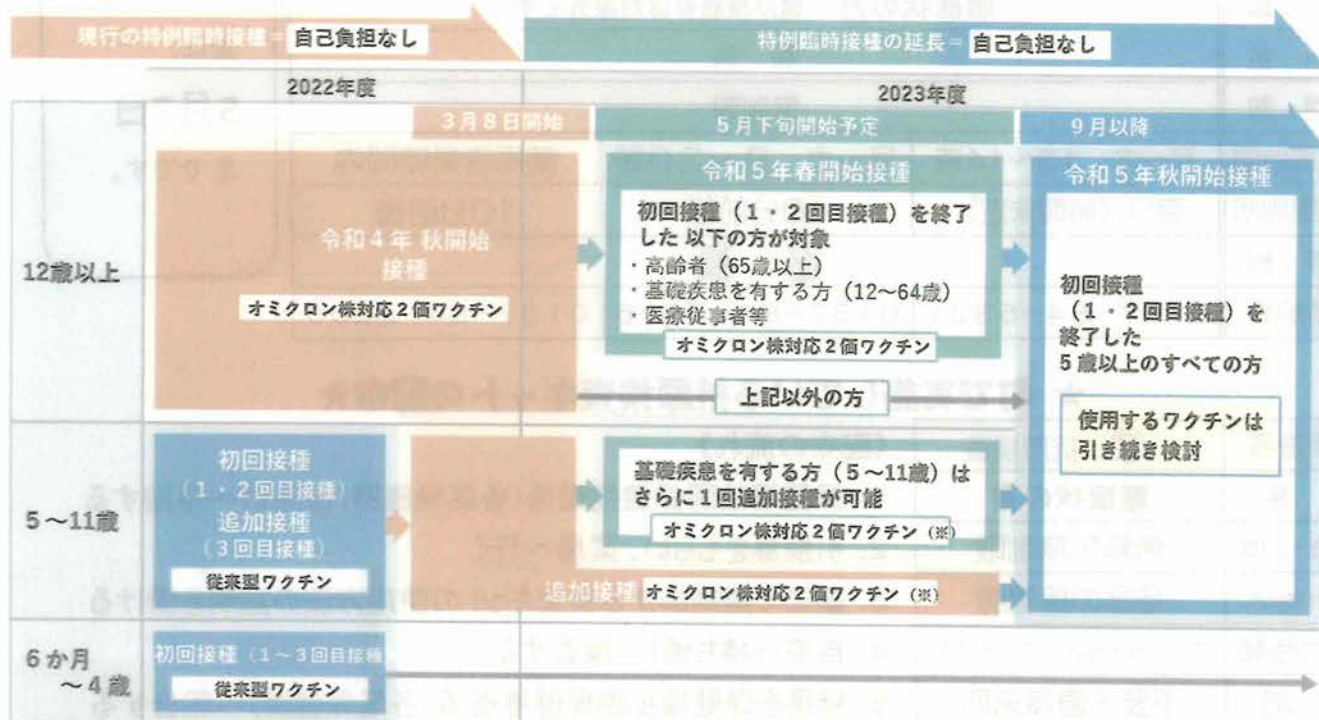 現行の特例臨時接種＝ 自己負担なし
特例臨時接種の延長＝ 自己負担なし
2022年度
2023年度
3月8日開始
5月下旬開始予定
9月以降
12歳以上
令和4年 秋開始
接種
オミクロン株対応2価ワクチン
令和5年春開始接種
初回接種（1・2回目接種）を終了
した 以下の方が対象
・高齢者（65歳以上）
・基礎疾患を有する方（12～64歳）
・医療従事者等
オミクロン株対応2価ワクチン
上記以外の方
令和5年秋開始接種
初回接種
（1・2回目接種）を
終了した
5歳以上のすべての方
使用するワクチンは
引き続き検討
5～11歳
初回接種
（1・2回目接種）
追加接種
（3回目接種）
従来型ワクチン
基礎疾患を有する方（5～11歳）は
さらに1回追加接種が可能
オミクロン株対応2価ワクチン（※）
追加接種 オミクロン株対応2価ワクチン（※）
6か月
～4歳
初回接種（1～3回目接種
従来型ワクチン